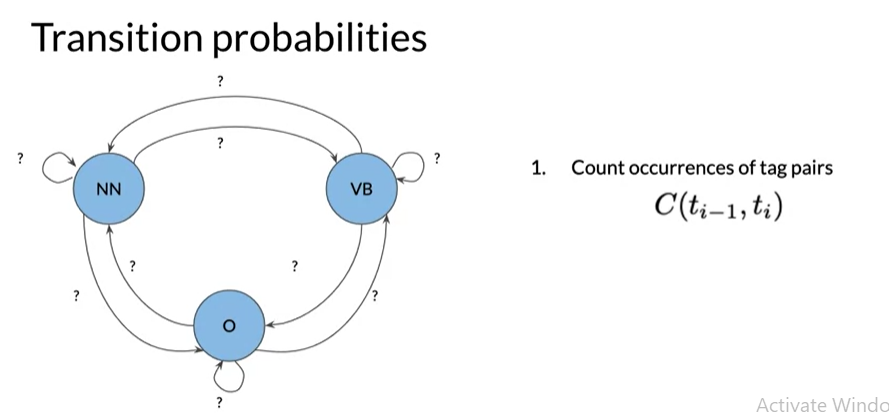 Transition probabilities
?
?
?
?
NN
VB
?
?
?
?
O
?
1. Count occurrences of tag pairs
C(t_{i-1}, t_i)
Activate Windo